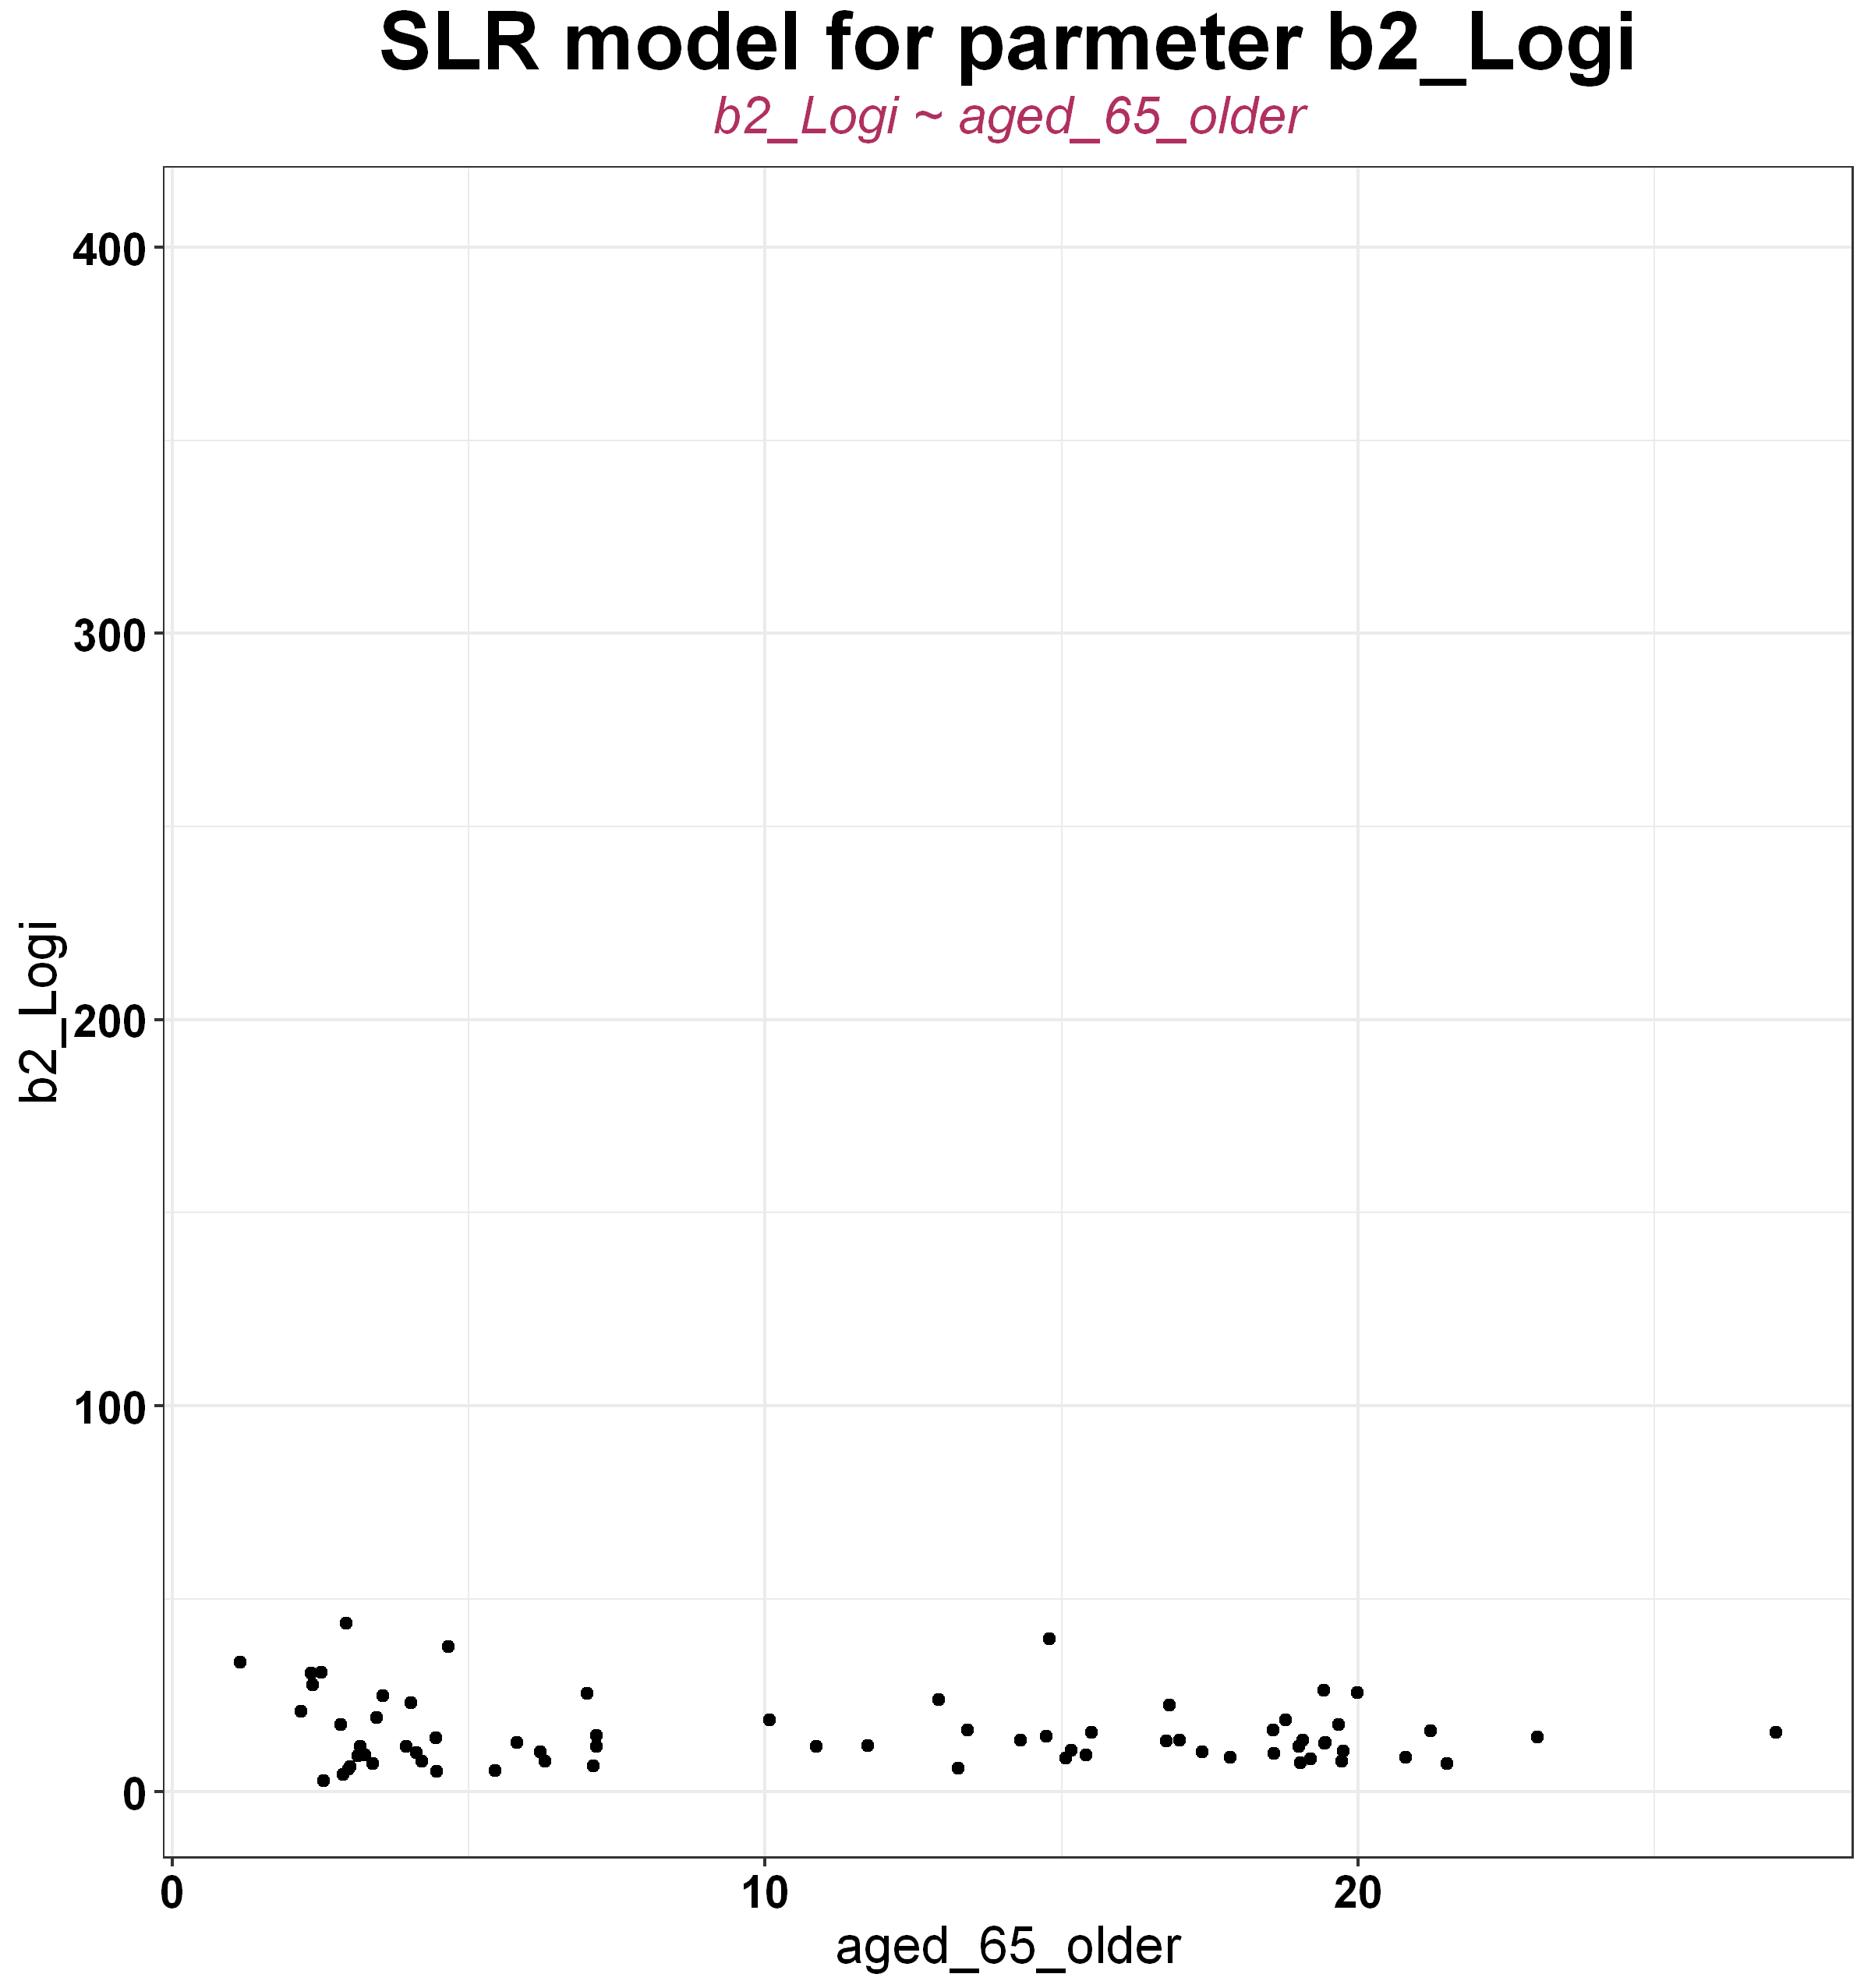 SLR model for parmeter b2_Logi
b2_Logi ~ aged_65_older
400
300
200
100
0
b2_Logi
0 10 20
aged_65_older